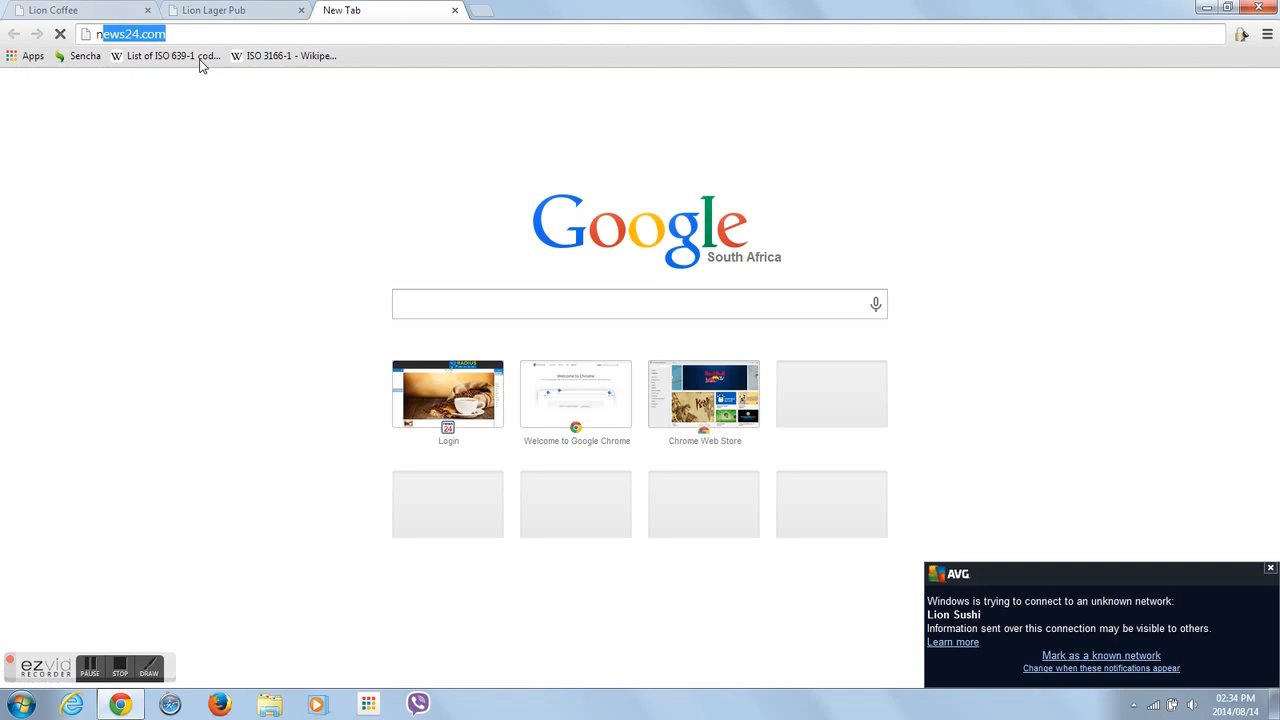 Lion Coffee
Lion Lager Pub
New Tab
news24.com
Apps
Sencha
List of ISO 639-1 cod...
ISO 3166-1 - Wikipe...
Google
South Africa
Login
Welcome to Google Chrome
Chrome Web Store
AVG
Windows is trying to connect to an unknown network:
Lion Sushi
Information sent over this connection may be visible to others.
Learn more
Mark as a known network
Change when these notifications appear
ezvid
RECORDER
PAUSE
STOP
DRAW
02:34 PM
2014/08/14